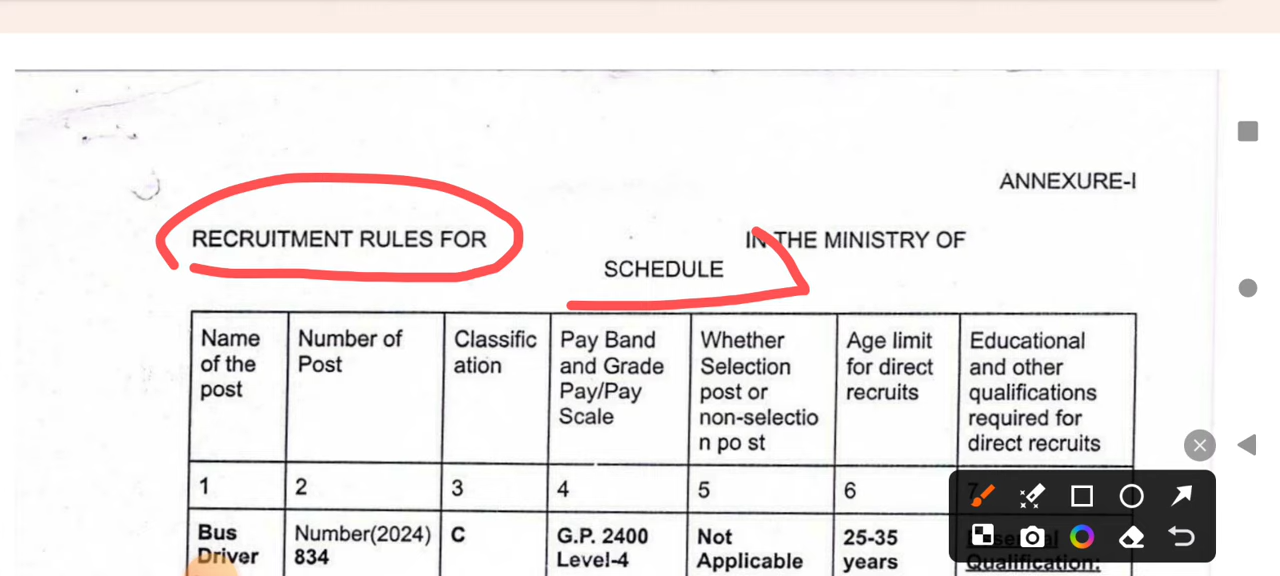 ANNEXURE-I
RECRUITMENT RULES FOR IN THE MINISTRY OF
SCHEDULE
Name of the post
Number of Post
Classific ation
Pay Band and Grade Pay/Pay Scale
Whether Selection post or non-selectio n po st
Age limit for direct recruits
Educational and other qualifications required for direct recruits
1 2 3 4 5 6 7
Bus Driver
Number(2024) 834
C
G.P. 2400 Level-4
Not Applicable
25-35 years
Qualification: